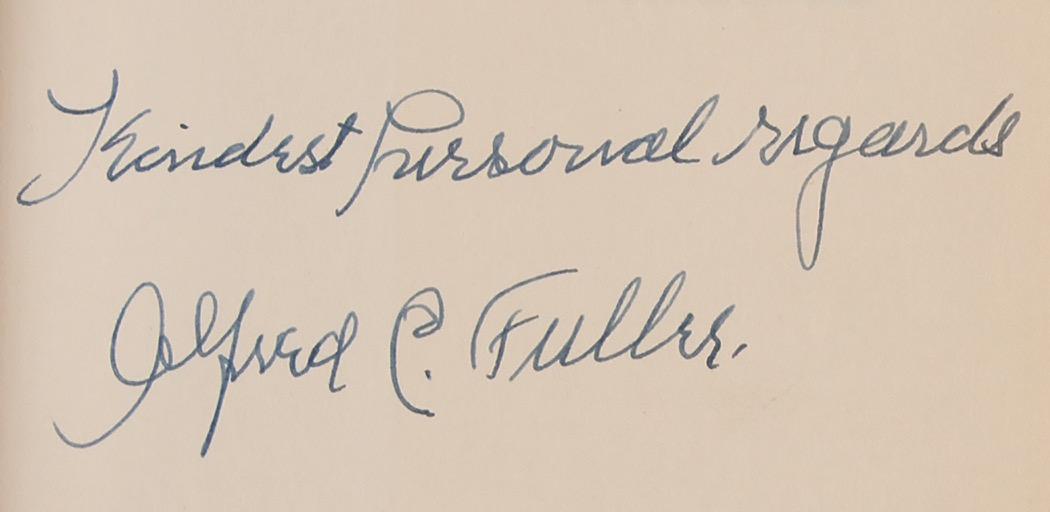 Kindest Personal regards
Alfred C. Fuller.